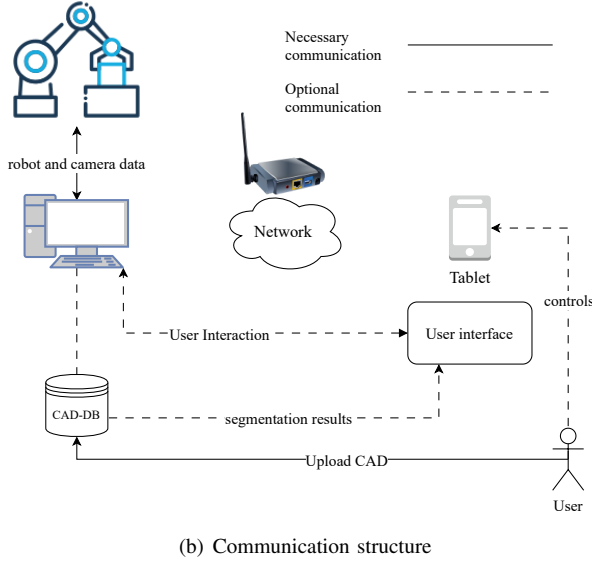 Necessary
communication
Optional
communication
robot and camera data
Network
Tablet
controls
User Interaction
User interface
CAD-DB
segmentation results
Upload CAD
User
(b) Communication structure